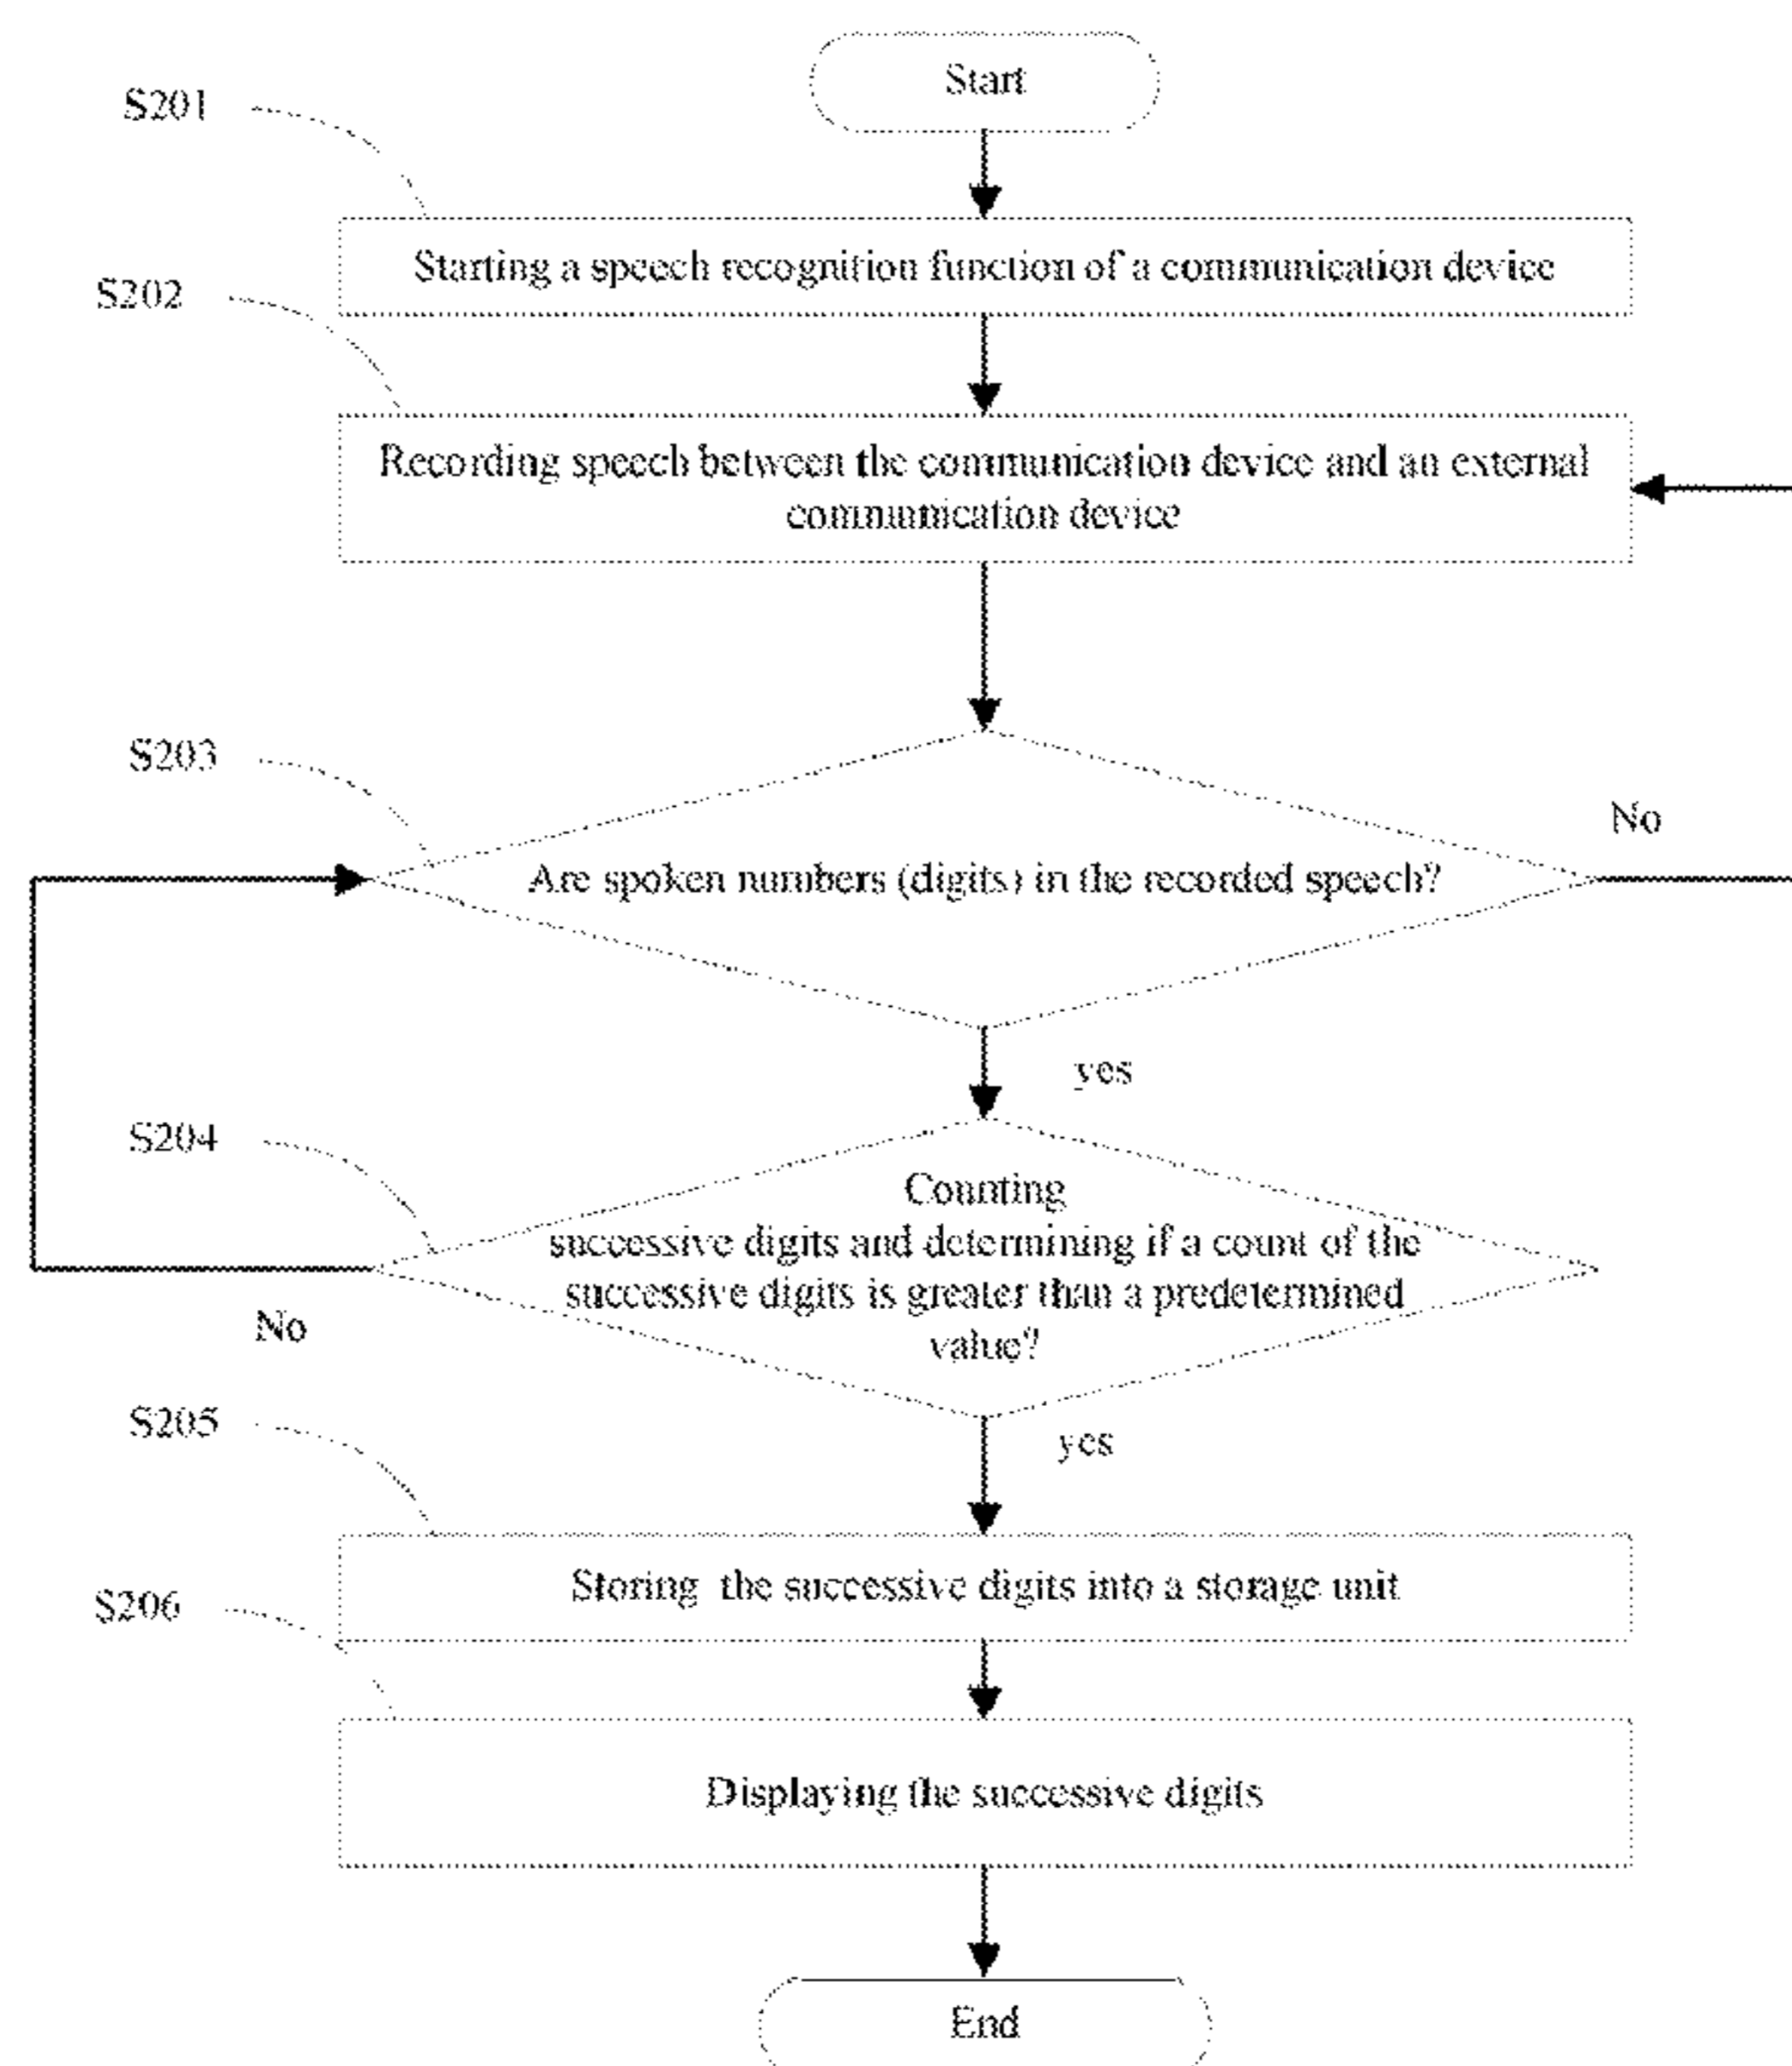 Start
S201
Starting a speech recognition function of a communication device
S202
Recording speech between the communication device and an external
communication device
S203
No
Are spoken numbers (digits) in the recorded speech?
yes
S204
Counting
successive digits and determining if a count of the
successive digits is greater than a predetermined
value?
No
S205
yes
Storing the successive digits into a storage unit
S206
Displaying the successive digits
End